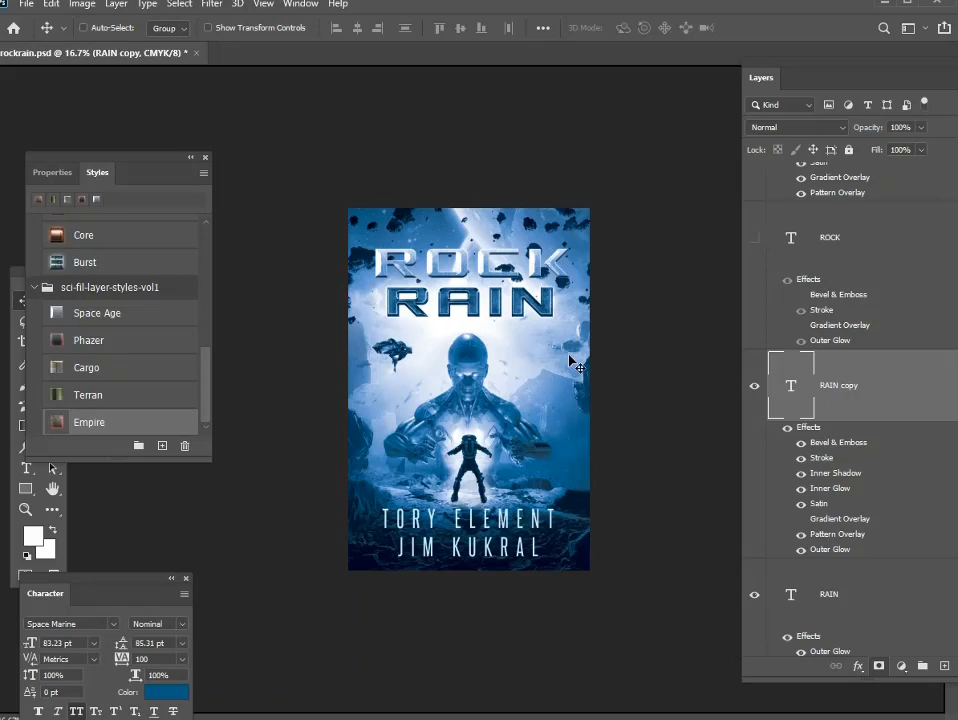 File Edit Image Layer Type Select Filter 3D View Window Help
Auto-Select: Group Show Transform Controls 3D Mode:
rockrain.psd @ 16.7% (RAIN copy, CMYK/8) *
Properties Styles
Core
Burst
sci-fil-layer-styles-vol1
Space Age
Phazer
Cargo
Terran
Empire
Character
Space Marine Nominal
83.23 pt 85.31 pt
Metrics 100
100% 100%
0 pt Color:
ROCK
RAIN
TORY ELEMENT
JIM KUKRAL
Layers
Kind
Normal Opacity: 100%
Lock: Fill: 100%
Satin
Gradient Overlay
Pattern Overlay
ROCK
Effects
Bevel & Emboss
Stroke
Gradient Overlay
Outer Glow
RAIN copy
Effects
Bevel & Emboss
Stroke
Inner Shadow
Inner Glow
Satin
Gradient Overlay
Pattern Overlay
Outer Glow
RAIN
Effects
Outer Glow